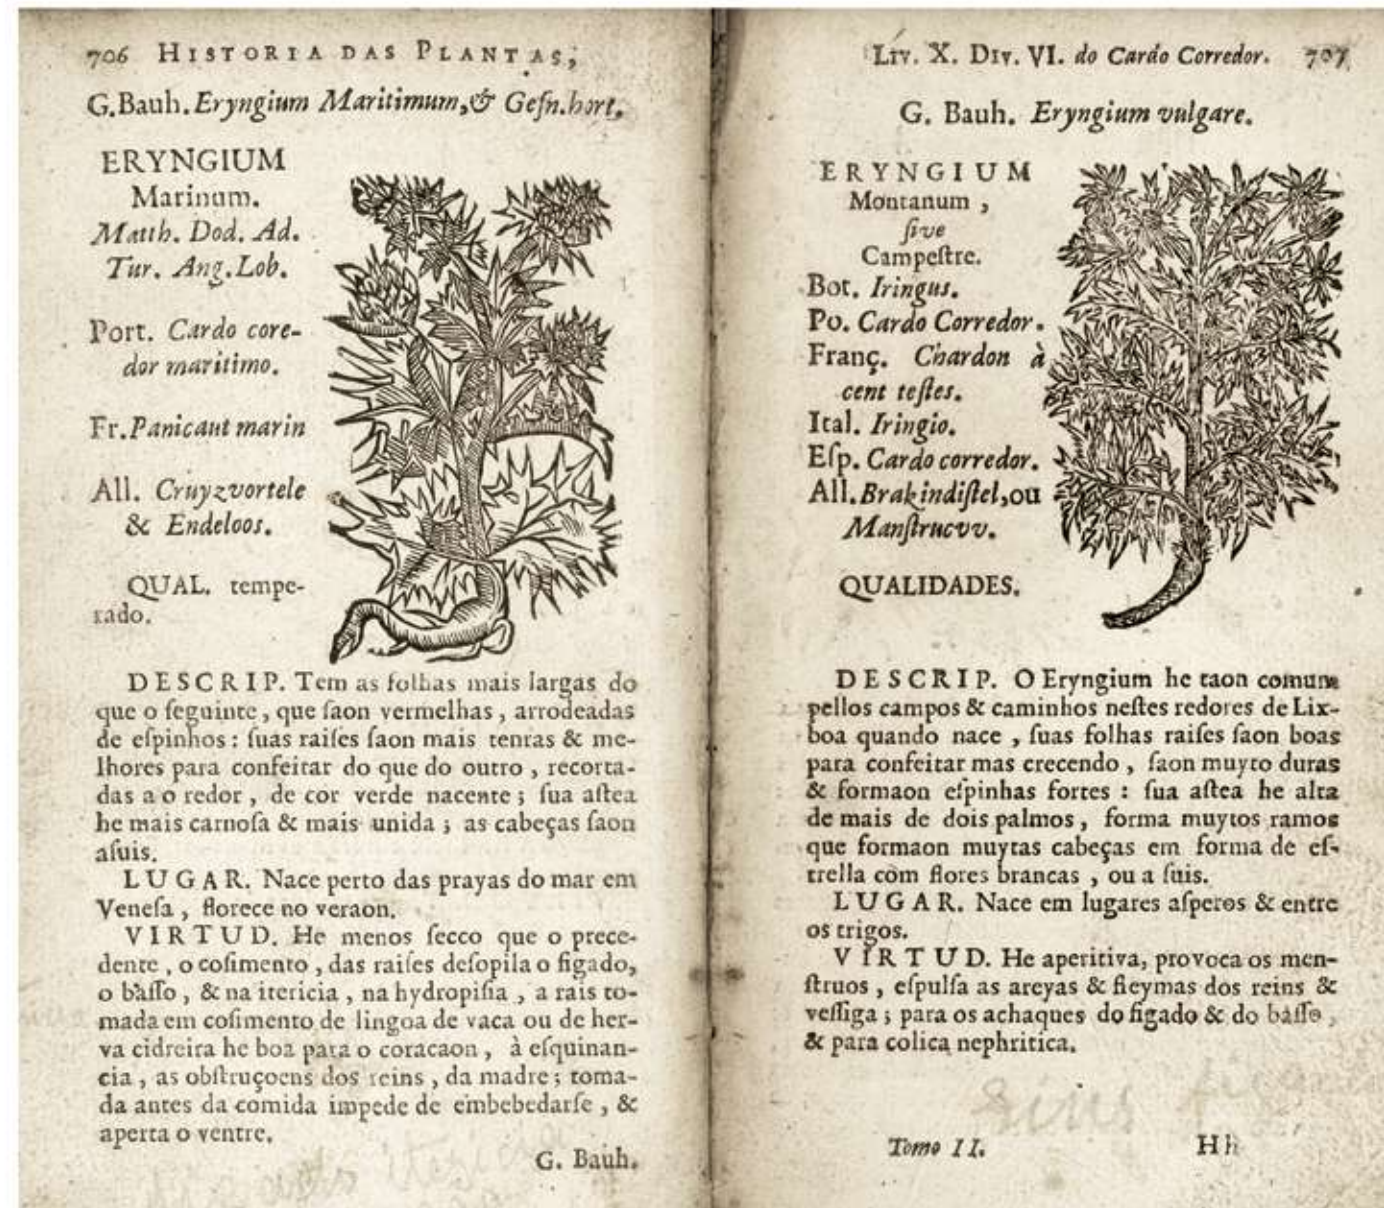 706 HISTORIA DAS PLANTAS,
G.Bauh. Eryngium Maritimum, & Geſn. hort,
ERYNGIUM
Marinum.
Matth. Dod. Ad.
Tur. Ang. Lob.
Port. Cardo core-
dor maritimo.
Fr. Panicaut marin
All. Cruyzvortele
& Endeloos.
QUAL. tempe-
rado.
DESCRIP. Tem as folhas mais largas do
que o ſeguinte, que ſaon vermelhas, arrodeadas
de eſpinhos: ſuas raiſes ſaon mais tenras & me-
lhores para confeitar do que do outro, recorta-
das a o redor, de cor verde nacente; ſua aſtea
he mais carnoſa & mais unida; as cabeças ſaon
aſuis.
LUGAR. Nace perto das prayas do mar em
Veneſa, florece no veraon.
VIRTUD. He menos ſecco que o prece-
dente, o coſimento, das raiſes deſopila o figado,
o bàſſo, & na itericia, na hydropiſia, a rais to-
mada em coſimento de lingoa de vaca ou de her-
va cidreira he boa para o coracaon, à eſquinan-
cia, as obſtruçoens dos reins, da madre; toma-
da antes da comida impede de embebedarſe, &
aperta o ventre.
G. Bauh.
LIV. X. DIV. VI. do Cardo Corredor. 707
G. Bauh. Eryngium vulgare.
ERYNGIUM
Montanum,
ſive
Campeſtre.
Bot. Iringus.
Po. Cardo Corredor.
Franç. Chardon à
cent teſtes.
Ital. Iringio.
Eſp. Cardo corredor.
All. Brakindiſtel, ou
Manſtrucvv.
QUALIDADES.
DESCRIP. O Eryngium he taon comum
pellos campos & caminhos neſtes redores de Lix-
boa quando nace, ſuas folhas raiſes ſaon boas
para confeitar mas crecendo, ſaon muyto duras
& formaon eſpinhas fortes: ſua aſtea he alta
de mais de dois palmos, forma muytos ramos
que formaon muytas cabeças em forma de eſ-
trella com flores brancas, ou a ſuis.
LUGAR. Nace em lugares aſperos & entre
os trigos.
VIRTUD. He aperitiva, provoca os men-
ſtruos, eſpulſa as areyas & fleymas dos reins &
veſſiga; para os achaques do figado & do bàſſo,
& para colica nephritica.
Tomo II.
Hh